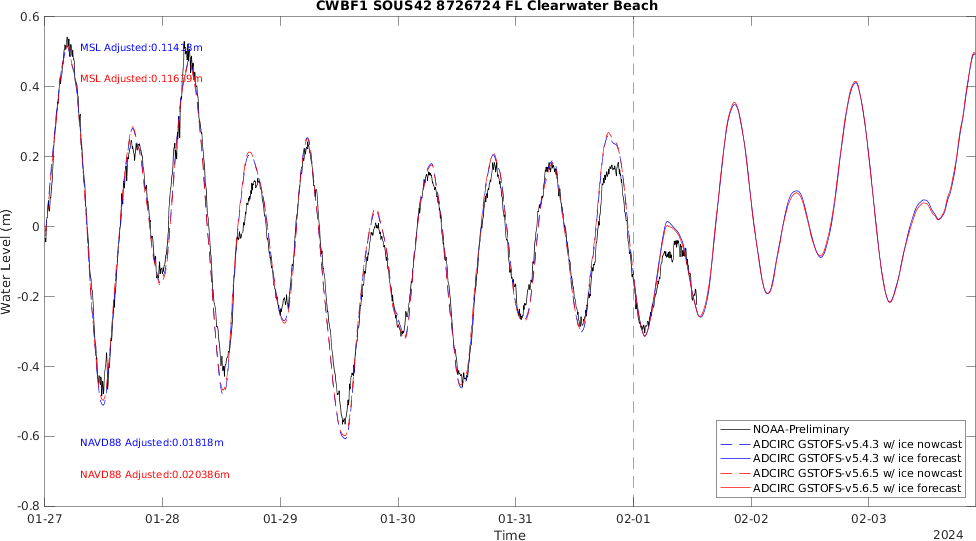 CWBF1 SOUS42 8726724 FL Clearwater Beach
0.6
MSL Adjusted:0.11413m
MSL Adjusted:0.11639m
0.4
0.2
0
-0.2
-0.4
-0.6
-0.8
Water Level (m)
NAVD88 Adjusted:0.01818m
NAVD88 Adjusted:0.020386m
NOAA-Preliminary
ADCIRC GSTOFS-v5.4.3 w/ ice nowcast
ADCIRC GSTOFS-v5.4.3 w/ ice forecast
ADCIRC GSTOFS-v5.6.5 w/ ice nowcast
ADCIRC GSTOFS-v5.6.5 w/ ice forecast
01-27 01-28 01-29 01-30 01-31 02-01 02-02 02-03
Time
2024